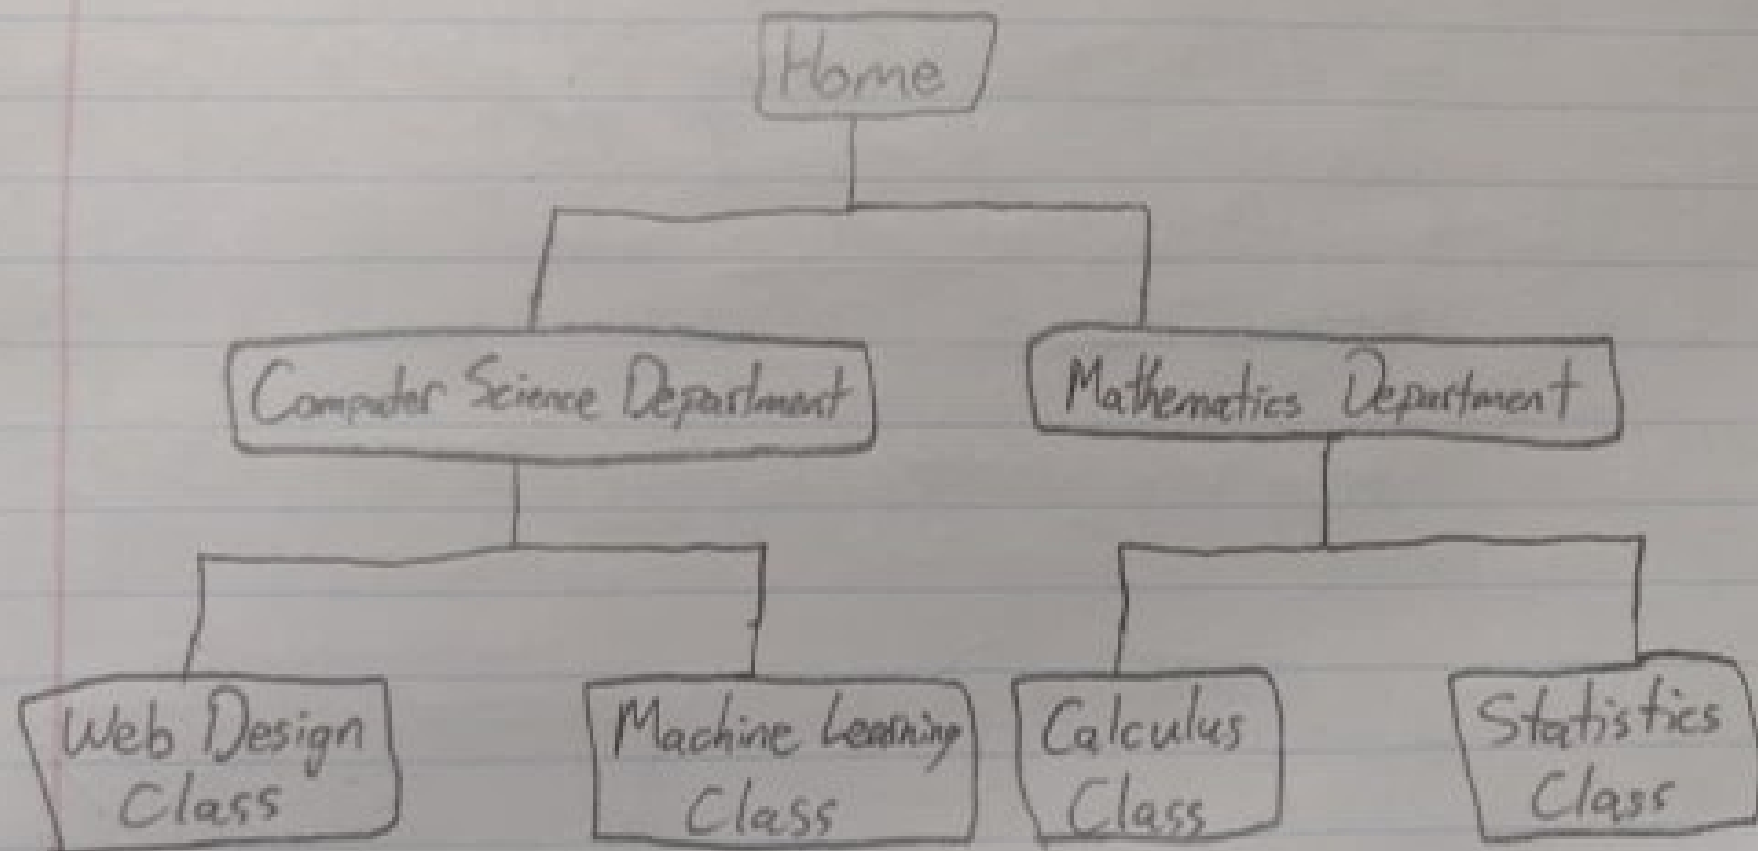 Home
Computer Science Department
Mathematics Department
Web Design
Class
Machine Learning
Class
Calculus
Class
Statistics
Class